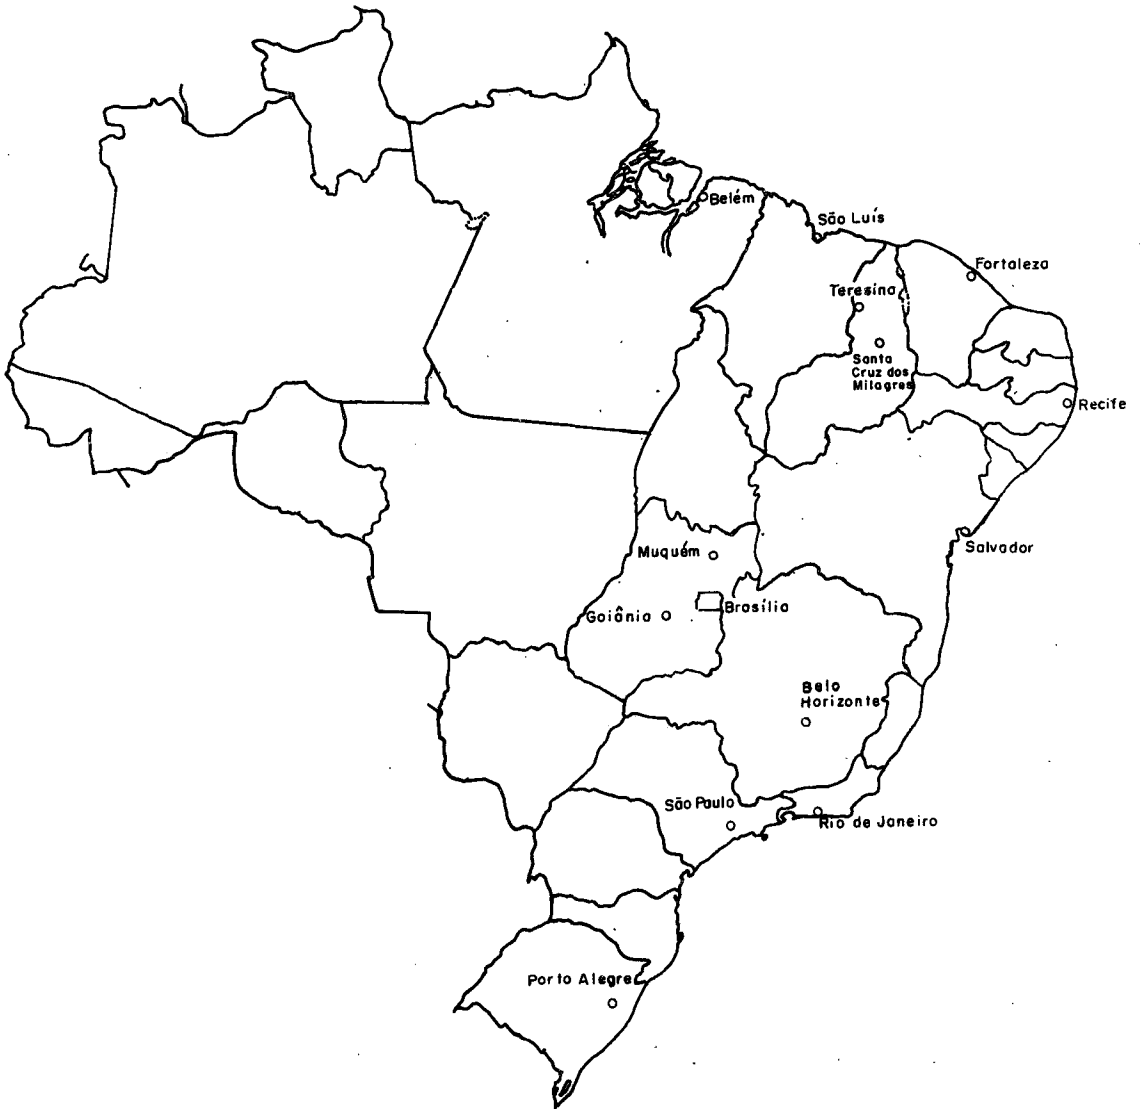 Belém
São Luís
Fortaleza
Teresina
Santa
Cruz dos
Milagres
Recife
Salvador
Muquém
Goiânia
Brasília
Belo
Horizonte
São Paulo
Rio de Janeiro
Porto Alegre